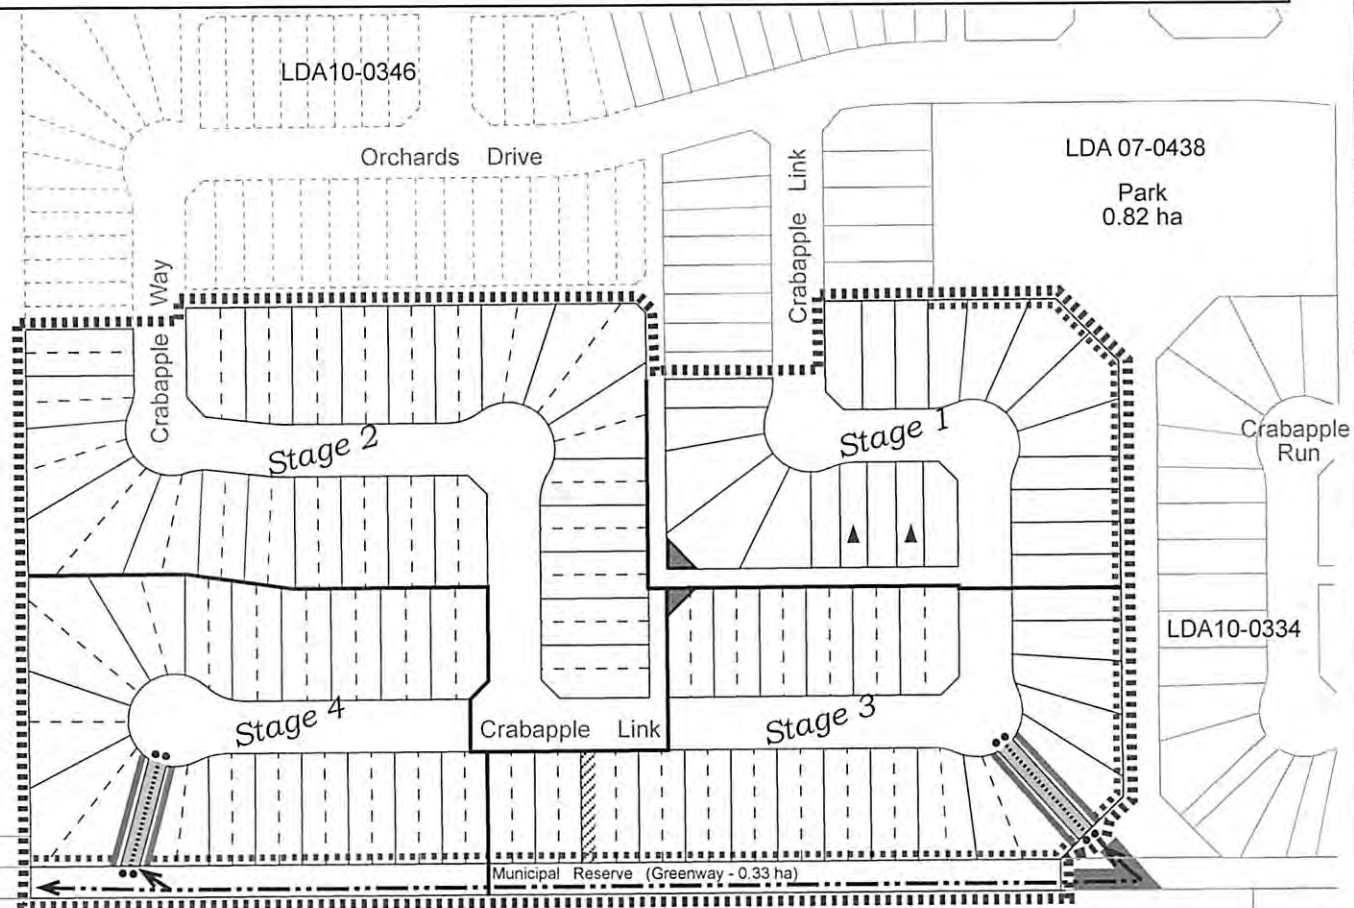 LDA10-0346
Orchards Drive
Crabapple Link
LDA 07-0438
Park
0.82 ha
Crabapple Way
Stage 2
Stage 1
Crabapple
Run
LDA10-0334
Stage 4
Crabapple Link
Stage 3
Municipal Reserve (Greenway - 0.33 ha)